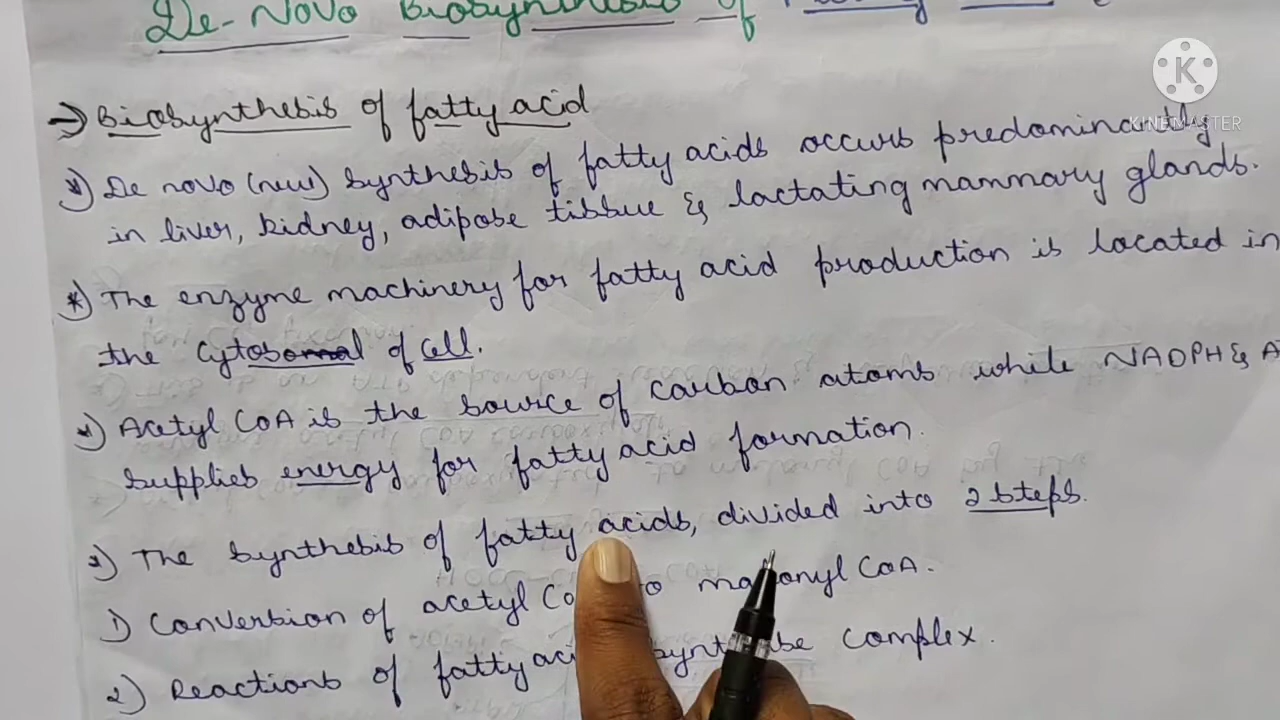 De-Novo Biosynthesis of
K
KINEMASTER
→ Biosynthesis of fatty acid
*) De novo (new) synthesis of fatty acids occurs predominantly
in liver, kidney, adipose tissue & lactating mammary glands.
*) The enzyme machinery for fatty acid production is located in
the cytosomal of cell.
*) Acetyl CoA is the source of carbon atoms while NADPH & A
supplies energy for fatty acid formation.
*) The synthesis of fatty acids, divided into 2 steps.
1) Conversion of acetyl Co to malonyl CoA.
2) Reactions of fatty aci synthase complex.